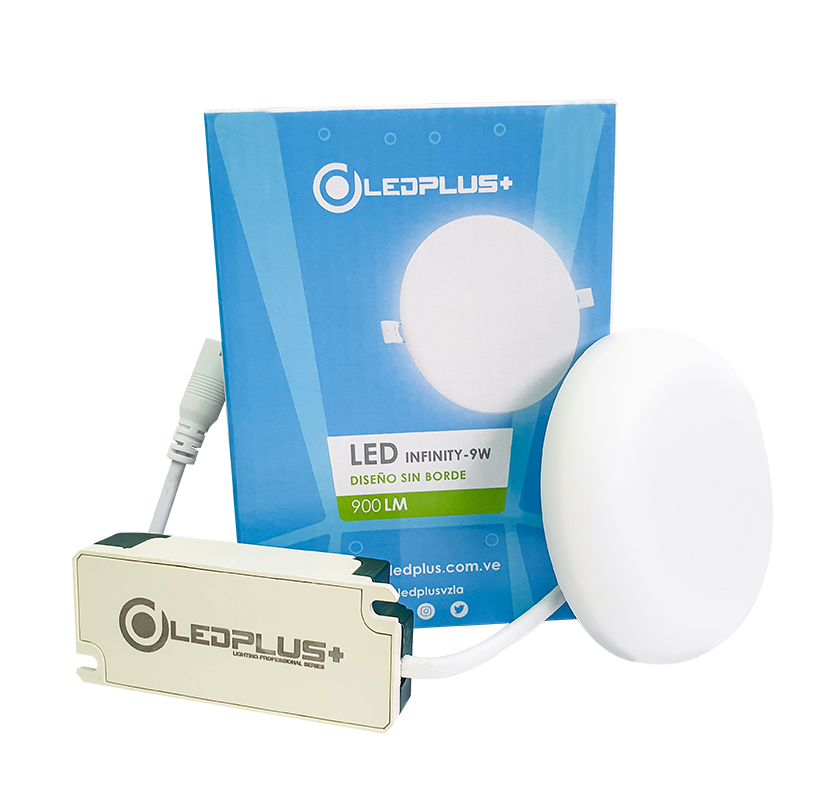 LEDPLUS+
LED INFINITY-9W
DISEÑO SIN BORDE
900 LM
ledplus.com.ve
ledplusvzla
LEDPLUS+
LIGHTING PROFESSIONAL SERIES